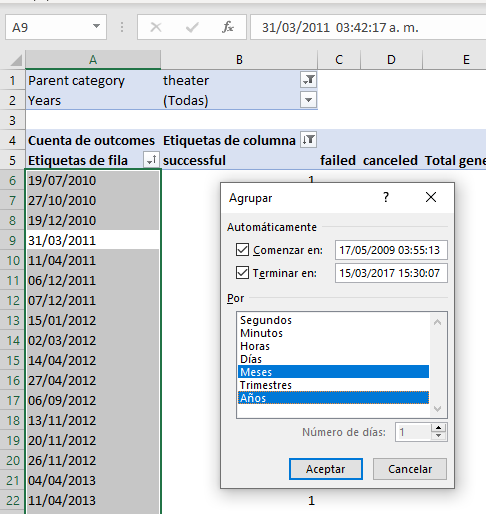 A9 fx 31/03/2011 03:42:17 a. m.
A B C D E
1 Parent category theater
2 Years (Todas)
3
4 Cuenta de outcomes Etiquetas de columna
5 Etiquetas de fila successful failed canceled Total gene
6 19/07/2010 1
7 27/10/2010
8 19/12/2010
9 31/03/2011
10 11/04/2011
11 06/12/2011
12 07/12/2011
13 15/01/2012
14 02/03/2012
15 14/04/2012
16 27/04/2012
17 06/09/2012
18 13/11/2012
19 20/11/2012
20 26/11/2012
21 04/04/2013
22 11/04/2013 1
Agrupar ? ×
Automáticamente
Comenzar en: 17/05/2009 03:55:13
Terminar en: 15/03/2017 15:30:07
Por
Segundos
Minutos
Horas
Días
Meses
Trimestres
Años
Número de días: 1
Aceptar Cancelar